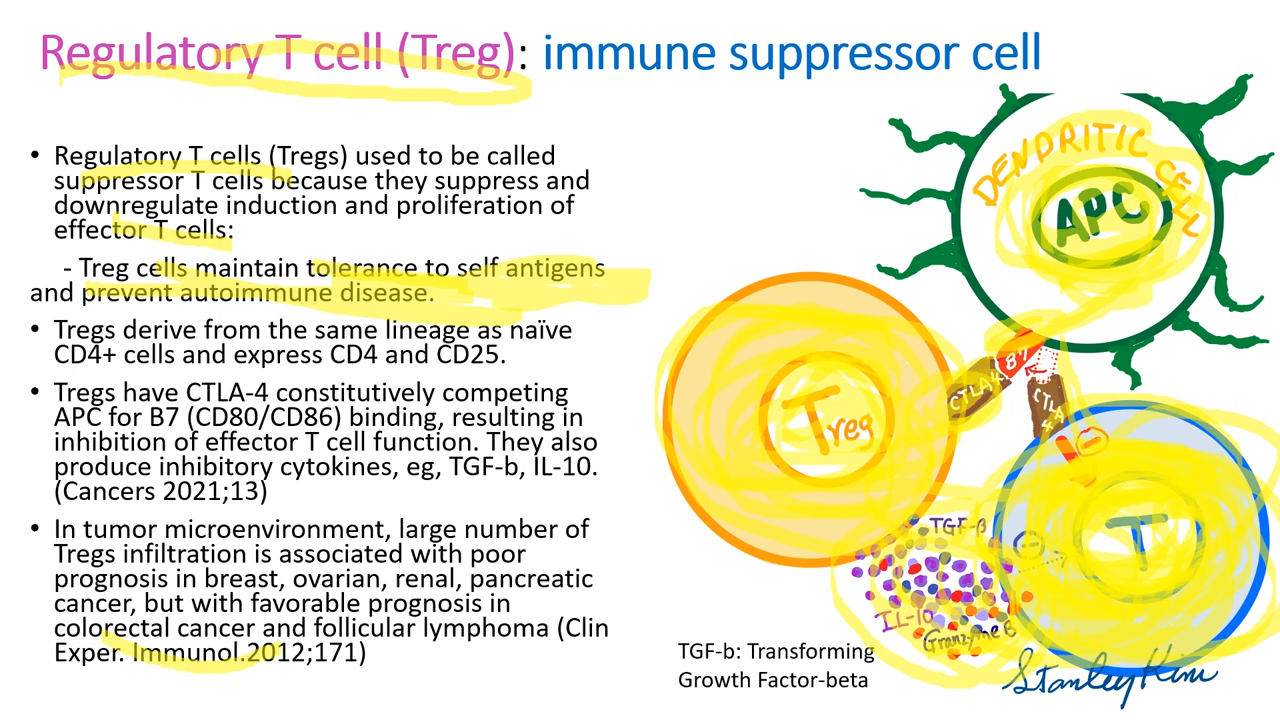 Regulatory T cell (Treg): immune suppressor cell
• Regulatory T cells (Tregs) used to be called
suppressor T cells because they suppress and
downregulate induction and proliferation of
effector T cells:
- Treg cells maintain tolerance to self antigens
and prevent autoimmune disease.
• Tregs derive from the same lineage as naïve
CD4+ cells and express CD4 and CD25.
• Tregs have CTLA-4 constitutively competing
APC for B7 (CD80/CD86) binding, resulting in
inhibition of effector T cell function. They also
produce inhibitory cytokines, eg, TGF-b, IL-10.
(Cancers 2021;13)
• In tumor microenvironment, large number of
Tregs infiltration is associated with poor
prognosis in breast, ovarian, renal, pancreatic
cancer, but with favorable prognosis in
colorectal cancer and follicular lymphoma (Clin
Exper. Immunol.2012;171)
DENDRITIC CELL
APC
B7
CTLA4
CTLA
4
Treg
T
TGF-β
IL-10
Granzyme B
TGF-b: Transforming
Growth Factor-beta
Stanley Kim